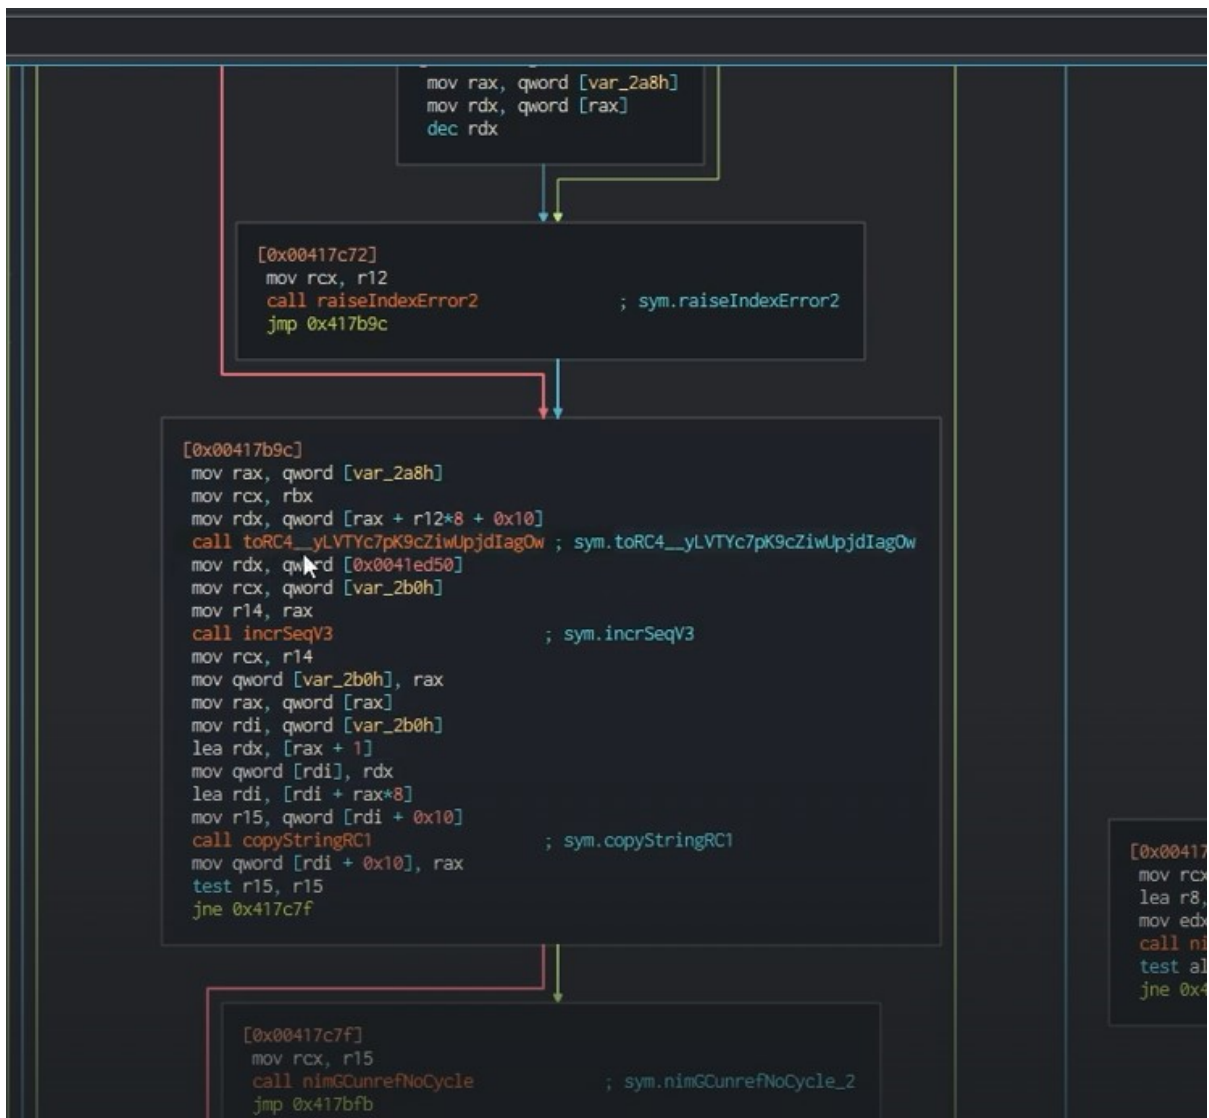 mov rax, qword [var_2a8h]
mov rdx, qword [rax]
dec rdx
[0x00417c72]
mov rcx, r12
call raiseIndexError2 ; sym.raiseIndexError2
jmp 0x417b9c
[0x00417b9c]
mov rax, qword [var_2a8h]
mov rcx, rbx
mov rdx, qword [rax + r12*8 + 0x10]
call toRC4__yLVTYc7pK9cZiwUpjdIagOw ; sym.toRC4__yLVTYc7pK9cZiwUpjdIagOw
mov rdx, qword [0x0041ed50]
mov rcx, qword [var_2b0h]
mov r14, rax
call incrSeqV3 ; sym.incrSeqV3
mov rcx, r14
mov qword [var_2b0h], rax
mov rax, qword [rax]
mov rdi, qword [var_2b0h]
lea rdx, [rax + 1]
mov qword [rdi], rdx
lea rdi, [rdi + rax*8]
mov r15, qword [rdi + 0x10]
call copyStringRC1 ; sym.copyStringRC1
mov qword [rdi + 0x10], rax
test r15, r15
jne 0x417c7f
[0x00417c7f]
mov rcx, r15
call nimGCunrefNoCycle ; sym.nimGCunrefNoCycle_2
jmp 0x417bfb
[0x00417
mov rcx
lea r8,
mov edx
call ni
test al
jne 0x4